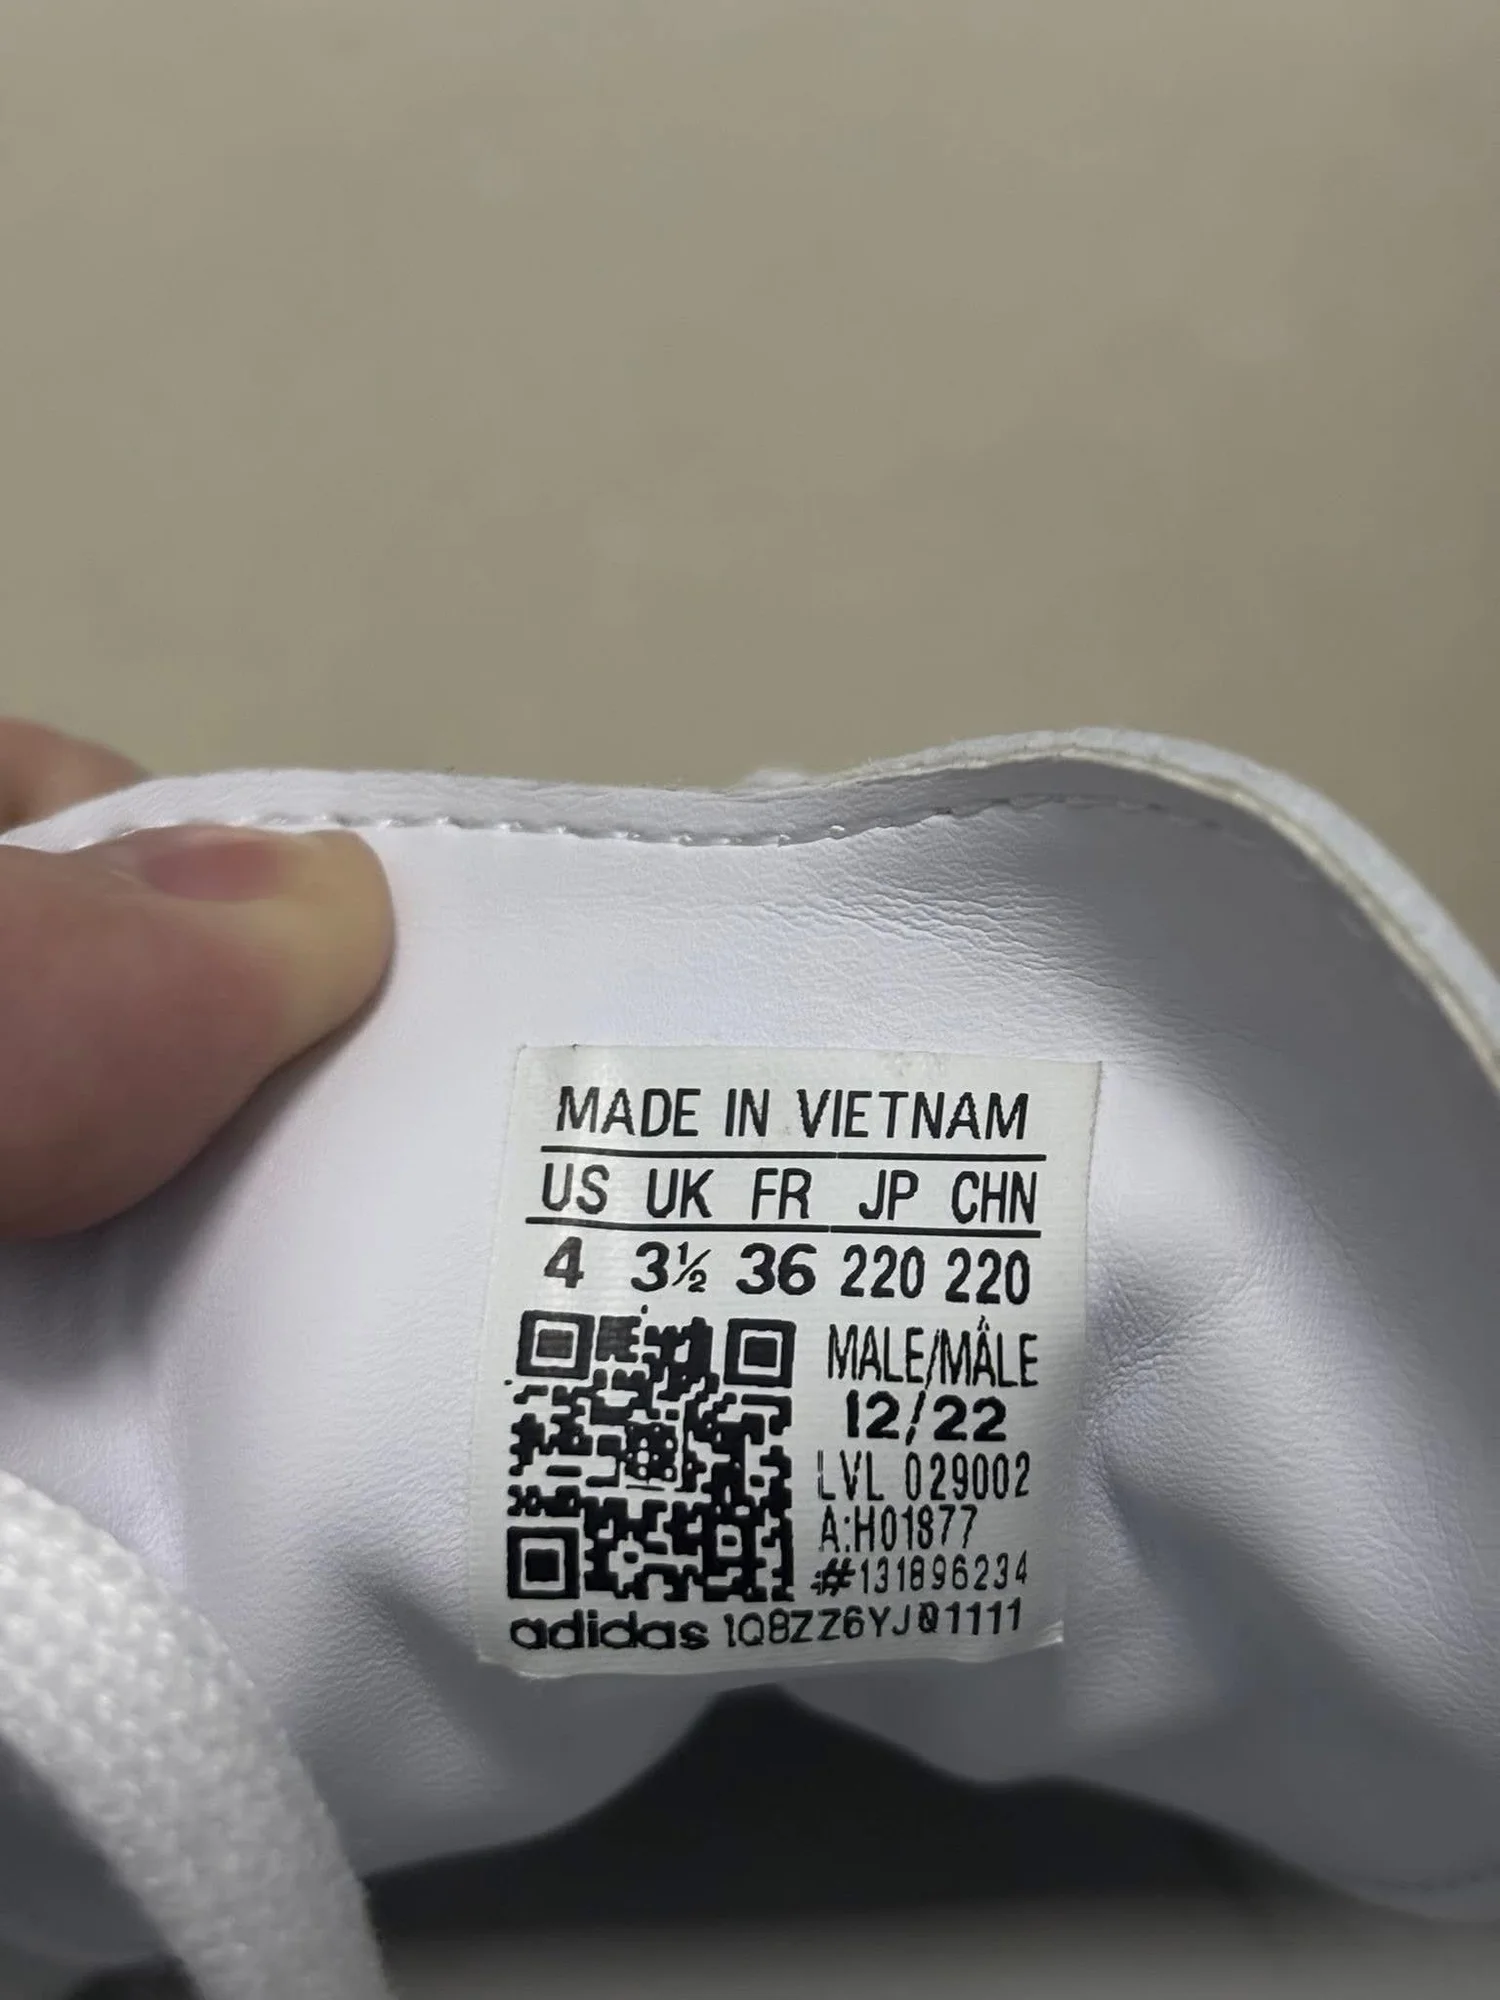 MADE IN VIETNAM
US UK FR JP CHN
4 3½ 36 220 220
MALE/MÂLE
12/22
LVL 029002
A:H01877
#131896234
adidas 1Q8ZZ6YJQ1111